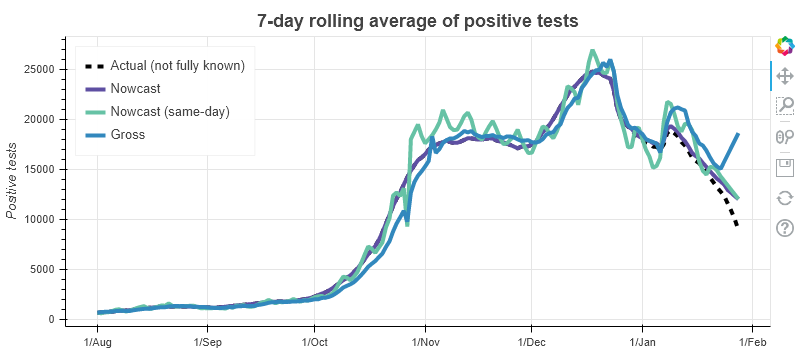 7-day rolling average of positive tests
Actual (not fully known)
Nowcast
Nowcast (same-day)
Gross
Positive tests
25000
20000
15000
10000
5000
0
1/Aug
1/Sep
1/Oct
1/Nov
1/Dec
1/Jan
1/Feb